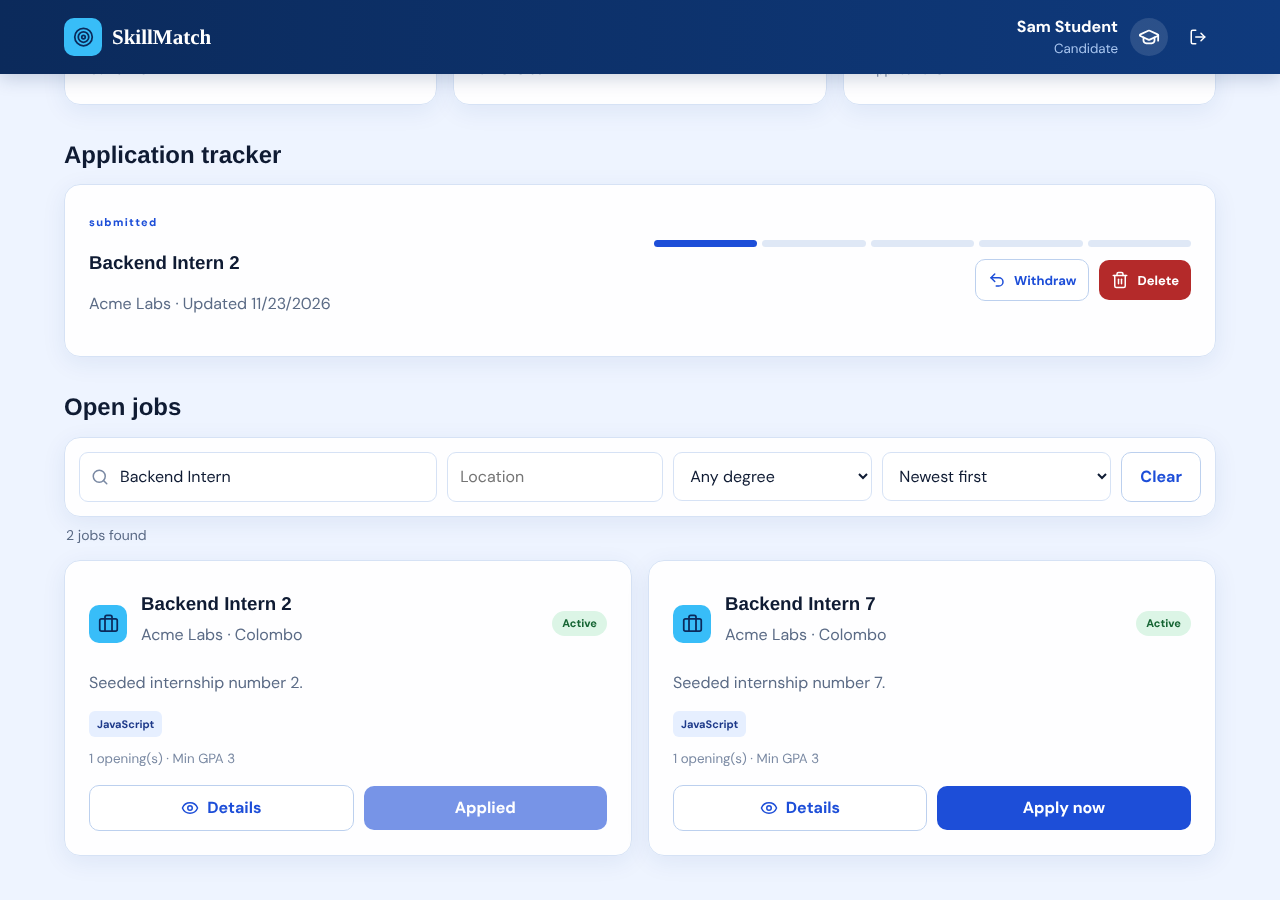 SkillMatch
Sam Student
Candidate
Application tracker
submitted
Backend Intern 2
Acme Labs · Updated 11/23/2026
Withdraw
Delete
Open jobs
Backend Intern
Location
Any degree
Newest first
Clear
2 jobs found
Backend Intern 2
Acme Labs · Colombo
Active
Seeded internship number 2.
JavaScript
1 opening(s) · Min GPA 3
Details
Applied
Backend Intern 7
Acme Labs · Colombo
Active
Seeded internship number 7.
JavaScript
1 opening(s) · Min GPA 3
Details
Apply now